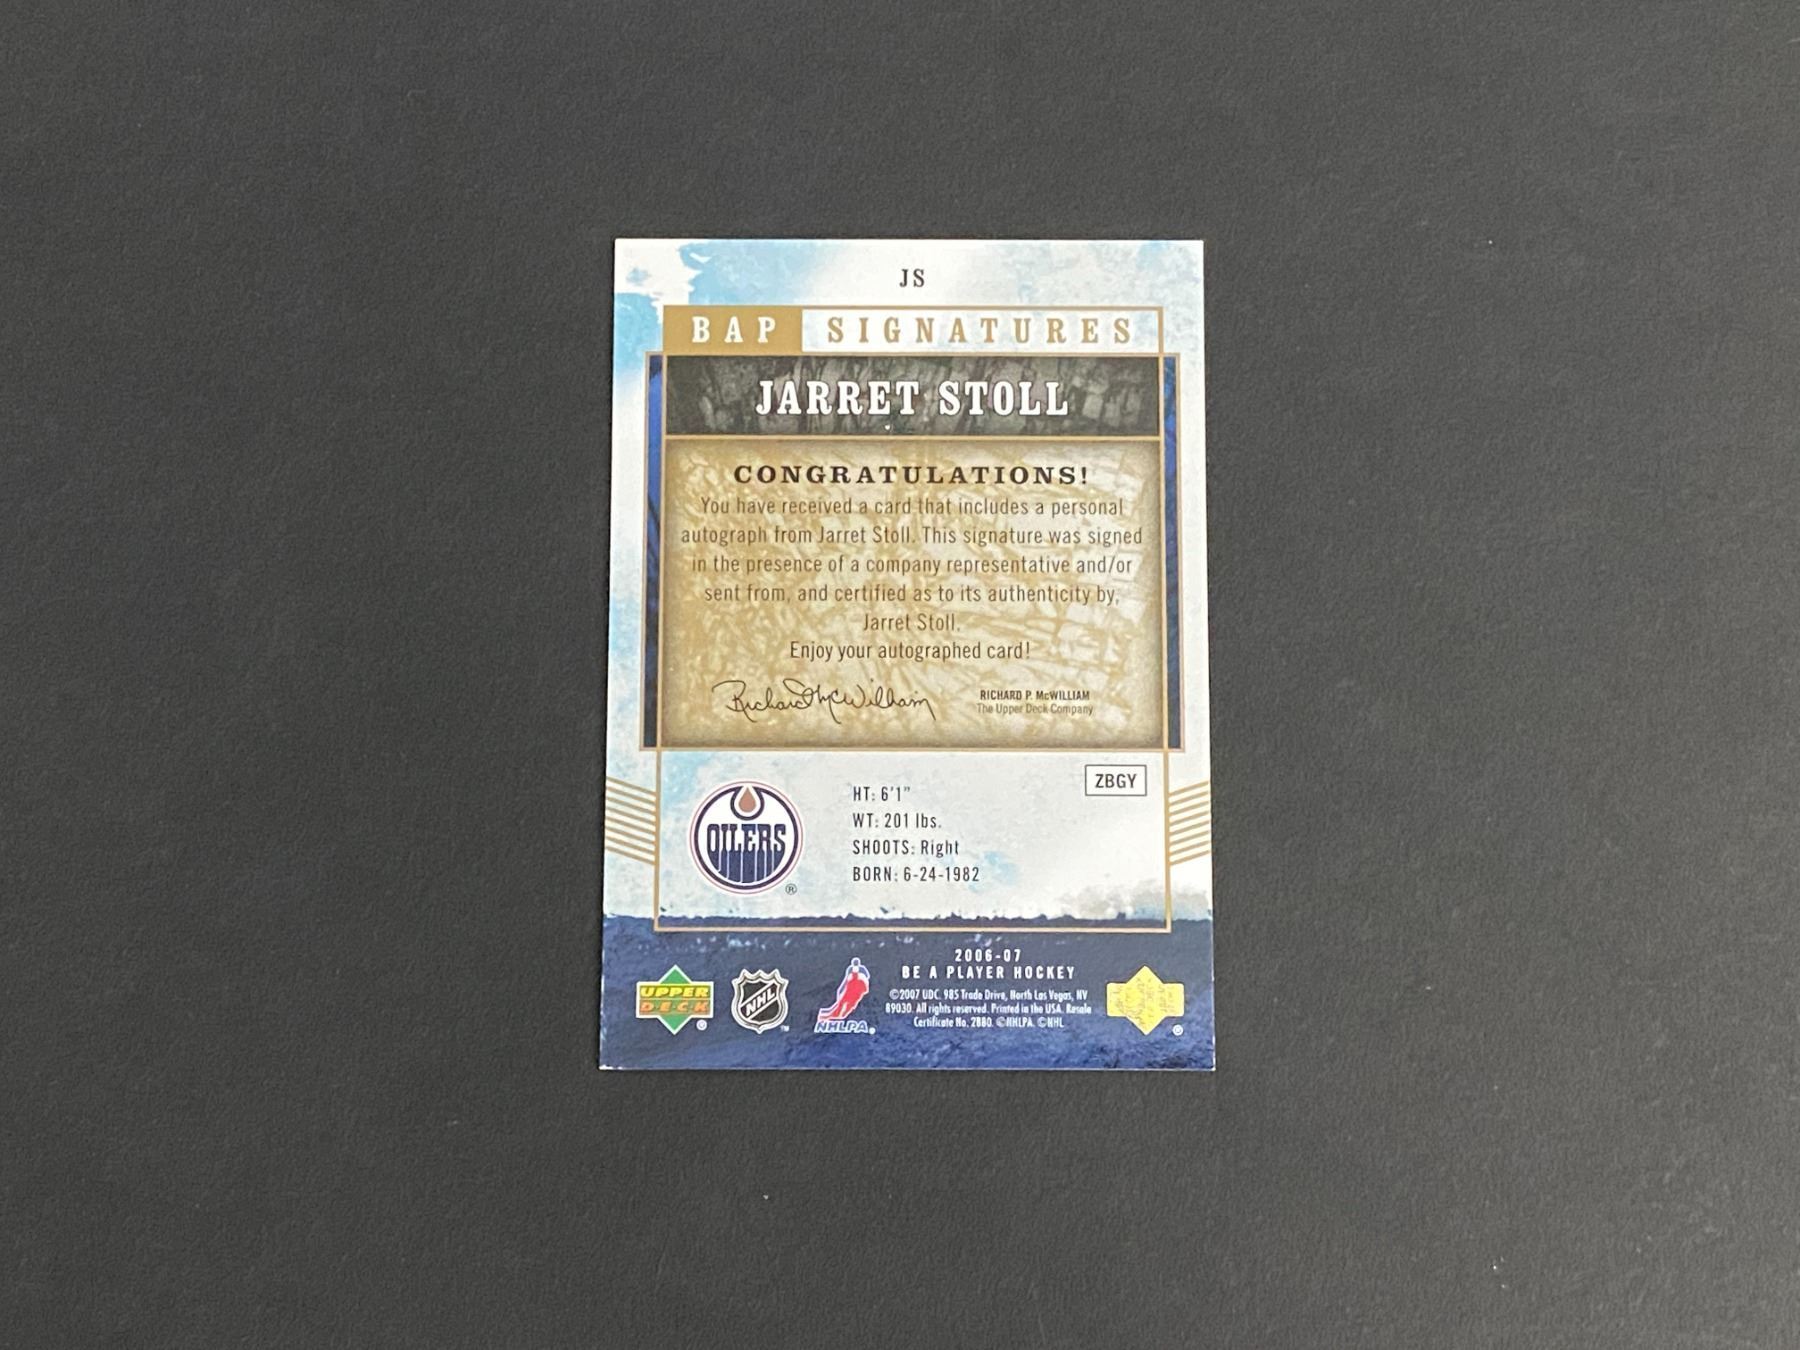 JS
BAP SIGNATURES
JARRET STOLL
CONGRATULATIONS!
You have received a card that includes a personal
autograph from Jarret Stoll. This signature was signed
in the presence of a company representative and/or
sent from, and certified as to its authenticity by,
Jarret Stoll.
Enjoy your autographed card!
Richard McWilliam
RICHARD P. McWILLIAM
The Upper Deck Company
ZBGY
OILERS
®
HT: 6'1"
WT: 201 lbs.
SHOOTS: Right
BORN: 6-24-1982
2006-07
BE A PLAYER HOCKEY
©2007 UDC. 985 Trade Drive, North Las Vegas, NV
89030. All rights reserved. Printed in the USA. Resale
Certificate No. 2880. ©NHLPA. ©NHL
UPPER
DECK
®
NHL
™
NHLPA®
®